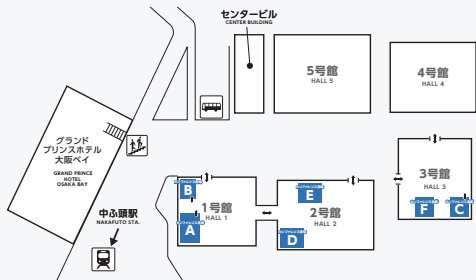 センタービル
CENTER BUILDING
5号館
HALL 5
4号館
HALL 4
グランド
プリンスホテル
大阪ベイ
GRAND PRINCE
HOTEL
OSAKA BAY
中ふ頭駅
NAKAFUTO STA.
B
A
1号館
HALL 1
E
D
2号館
HALL 2
3号館
HALL 3
F
C